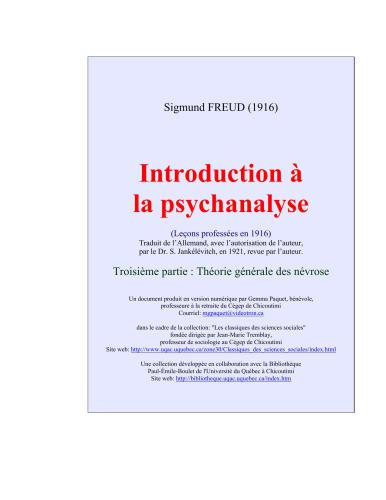 Sigmund FREUD (1916)
Introduction à
la psychanalyse
(Leçons professées en 1916)
Traduit de l'Allemand, avec l'autorisation de l'auteur,
par le Dr. S. Jankélévitch, en 1921, revue par l'auteur.
Troisième partie : Théorie générale des névrose
Un document produit en version numérique par Gemma Paquet, bénévole,
professeure à la retraite du Cégep de Chicoutimi
Courriel: mgpaquet@videotron.ca
dans le cadre de la collection: "Les classiques des sciences sociales"
fondée dirigée par Jean-Marie Tremblay,
professeur de sociologie au Cégep de Chicoutimi
Site web: http://www.uqac.uquebec.ca/zone30/Classiques_des_sciences_sociales/index.html
Une collection développée en collaboration avec la Bibliothèque
Paul-Émile-Boulet de l'Université du Québec à Chicoutimi
Site web: http://bibliotheque.uqac.uquebec.ca/index.htm